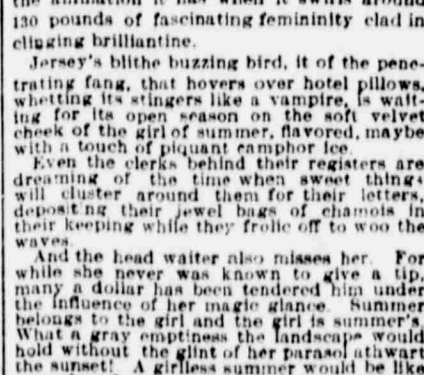 the animation it has when it swirls around
130 pounds of fascinating femininity clad in
clinging brilliantine.
Jersey's blithe buzzing bird, it of the pene-
trating fang, that hovers over hotel pillows,
whetting its stingers like a vampire, is wait-
ing for its open season on the soft velvet
cheek of the girl of summer, flavored, maybe
with a touch of piquant camphor ice.
Even the clerks behind their registers are
dreaming of the time when sweet things
will cluster around them for their letters,
depositing their jewel bags of chamois in
their keeping while they frolic off to woo the
waves.
And the head waiter also misses her. For
while she never was known to give a tip,
many a dollar has been tendered him under
the influence of her magic glance. Summer
belongs to the girl and the girl is summer's.
What a gray emptiness the landscape would
hold without the glint of her parasol athwart
the sunset! A girlless summer would be like